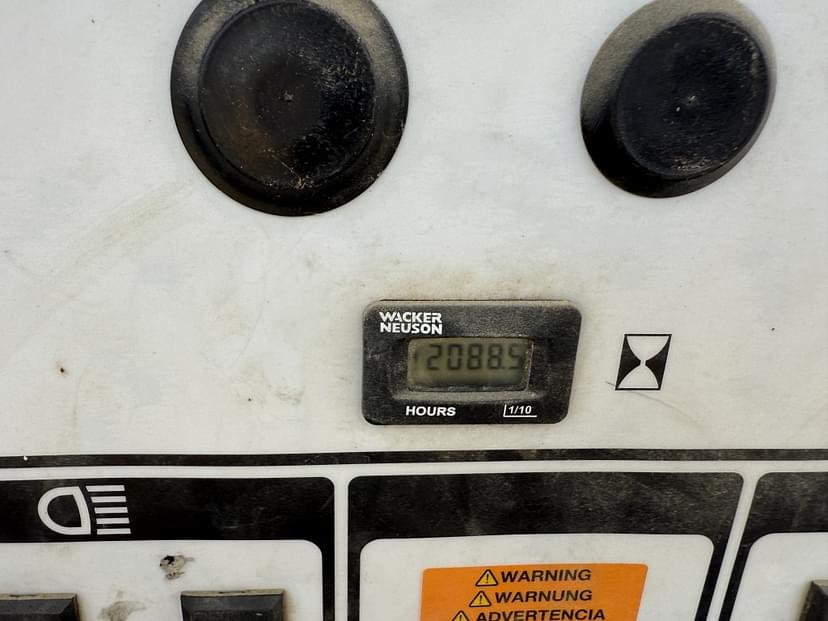 WACKER
NEUSON
2088.5
HOURS 1/10
WARNING
WARNUNG
ADVERTENCIA